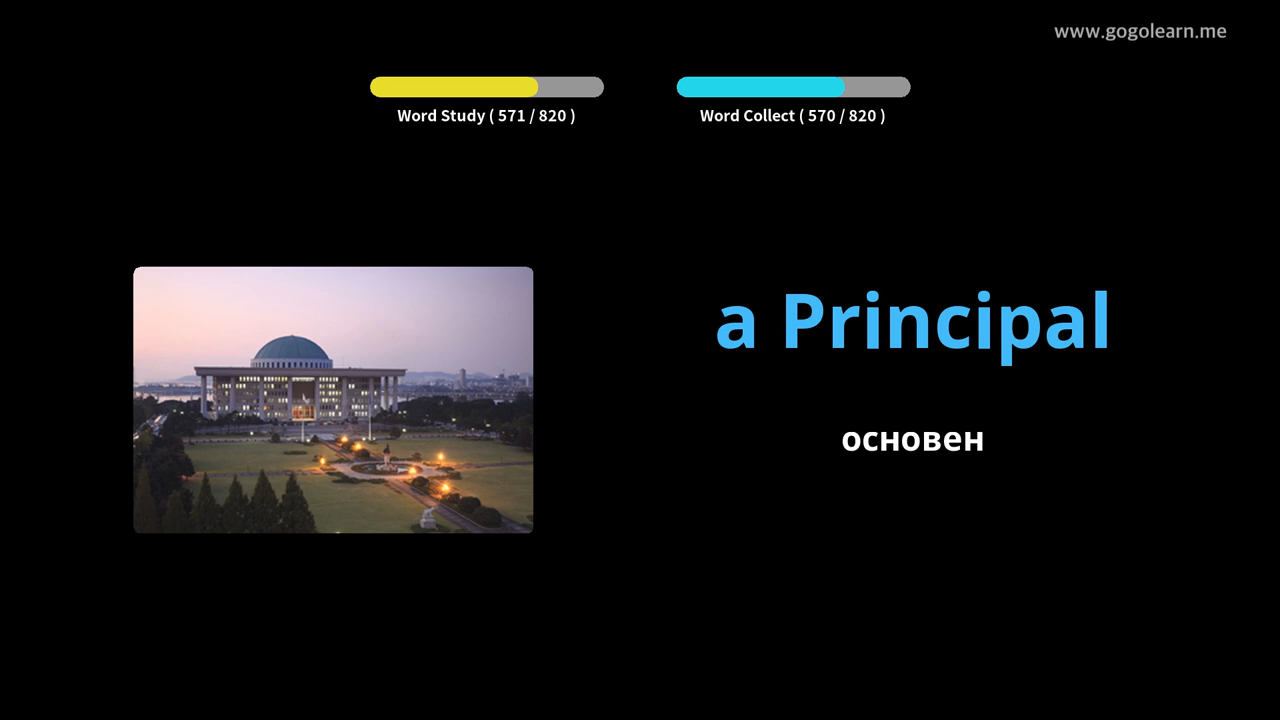 www.gogolearn.me
Word Study ( 571 / 820 )
Word Collect ( 570 / 820 )
a Principal
основен